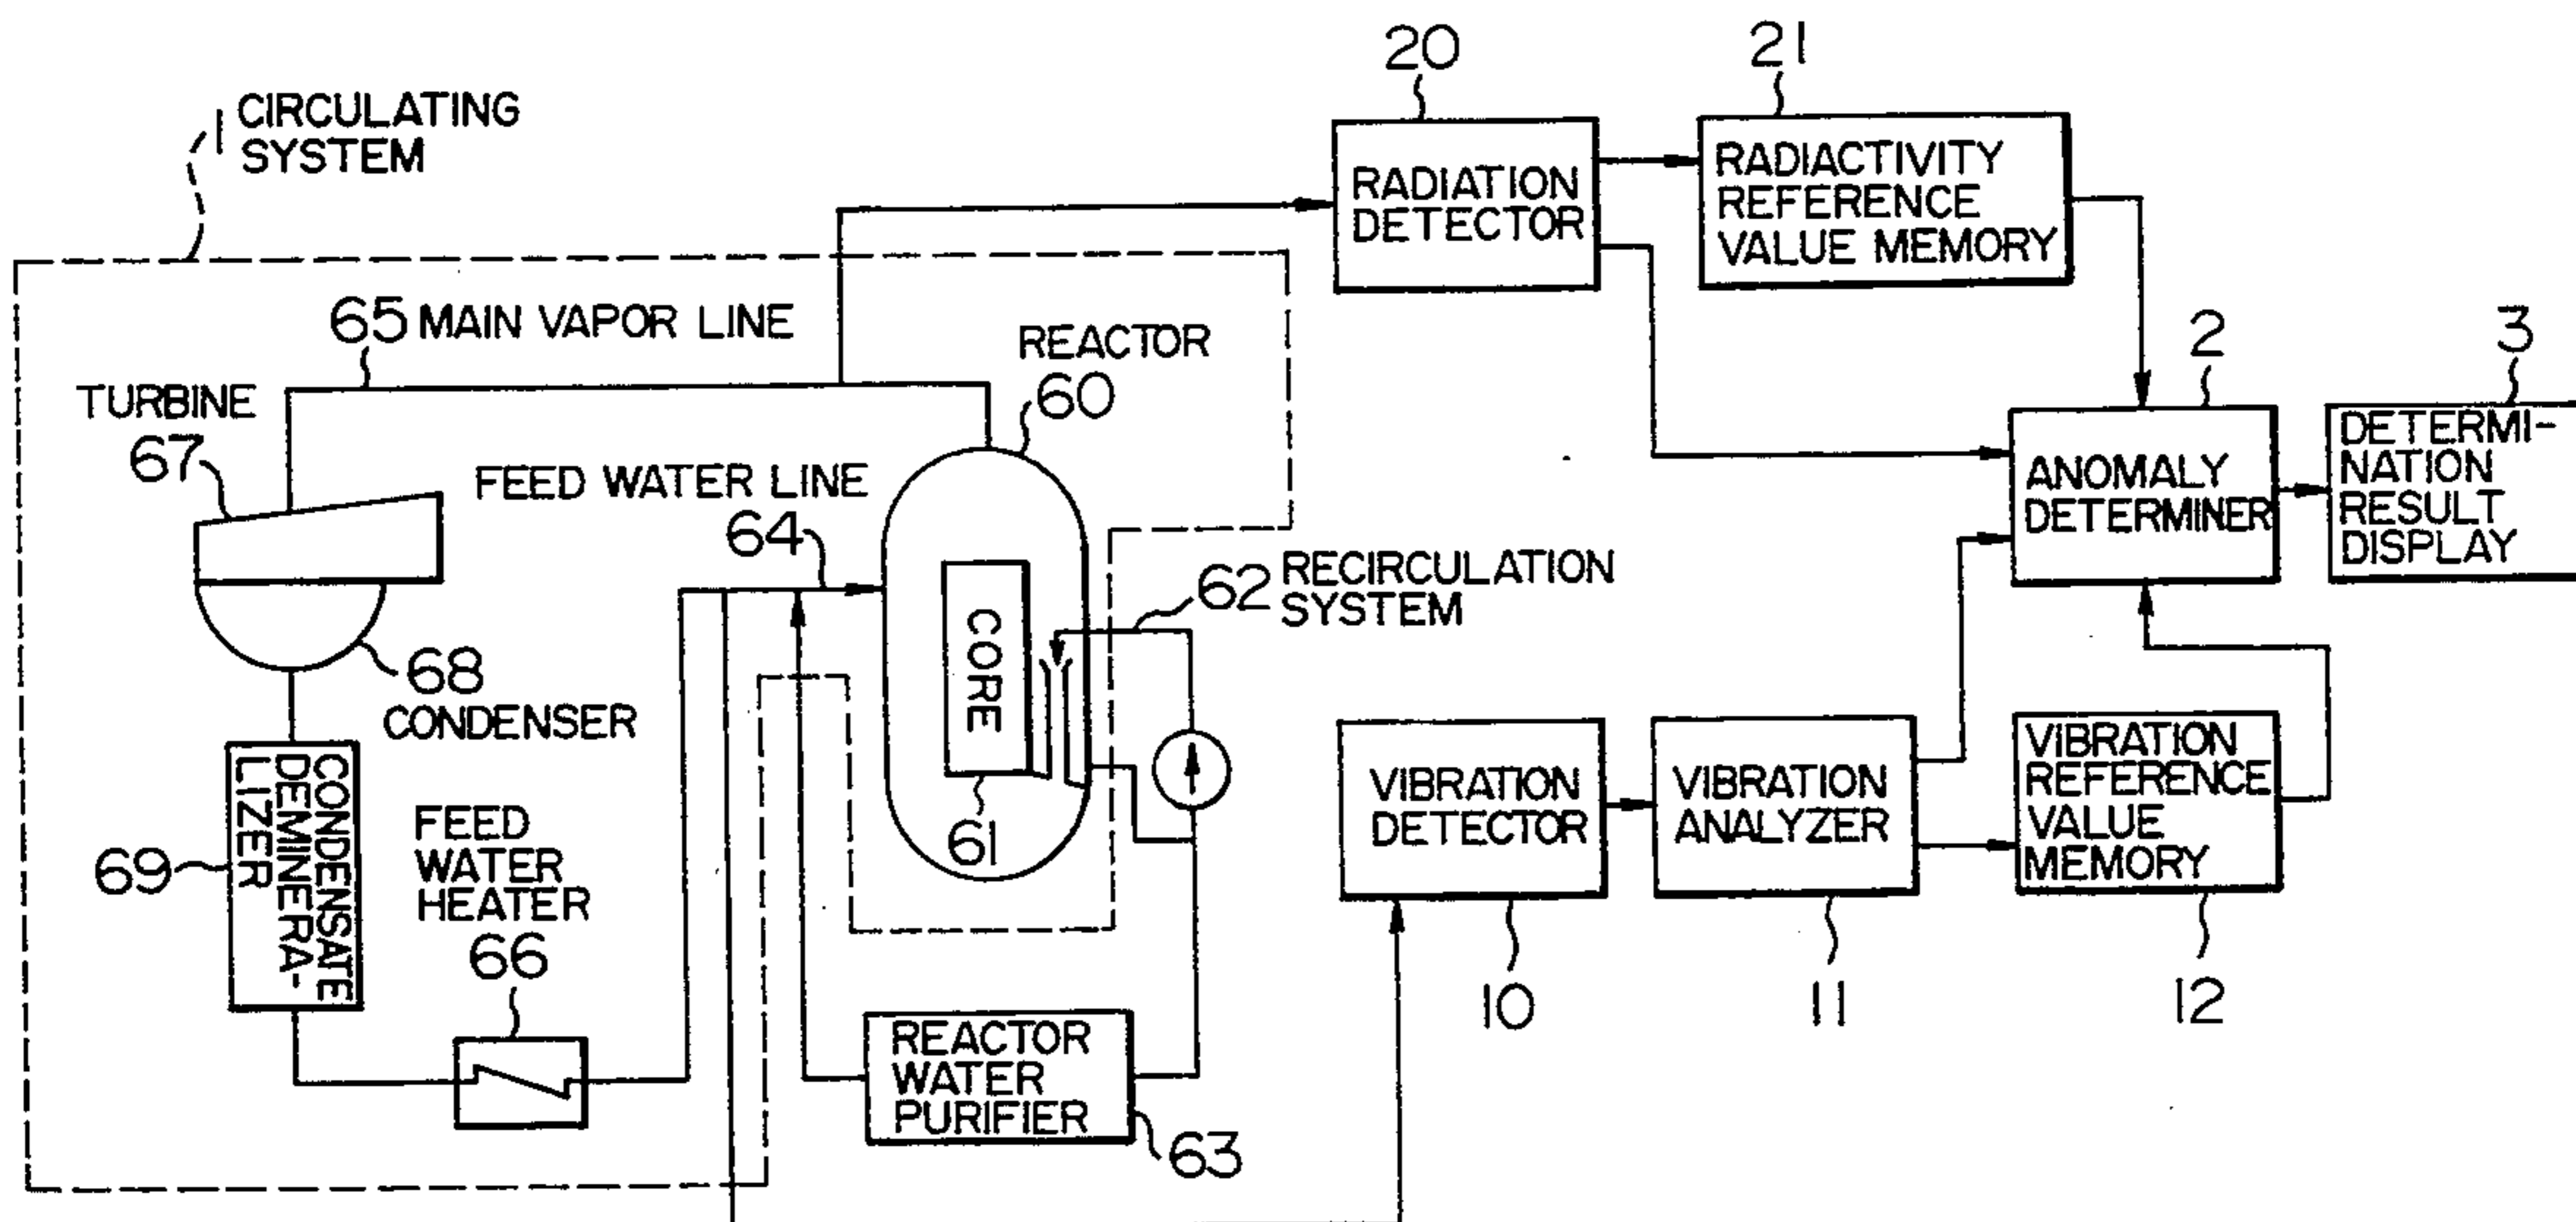 1 CIRCULATING
SYSTEM
20
RADIATION
DETECTOR
21
RADIACTIVITY
REFERENCE
VALUE MEMORY
65 MAIN VAPOR LINE
REACTOR
60
TURBINE
67
FEED WATER LINE
64
2
ANOMALY
DETERMINER
3
DETERMI-
NATION
RESULT
DISPLAY
62 RECIRCULATION
SYSTEM
CORE
61
68
CONDENSER
CONDENSATE
DEMINERA-
LIZER
69
FEED
WATER
HEATER
66
REACTOR
WATER
PURIFIER
63
VIBRATION
DETECTOR
10
VIBRATION
ANALYZER
11
VIBRATION
REFERENCE
VALUE
MEMORY
12